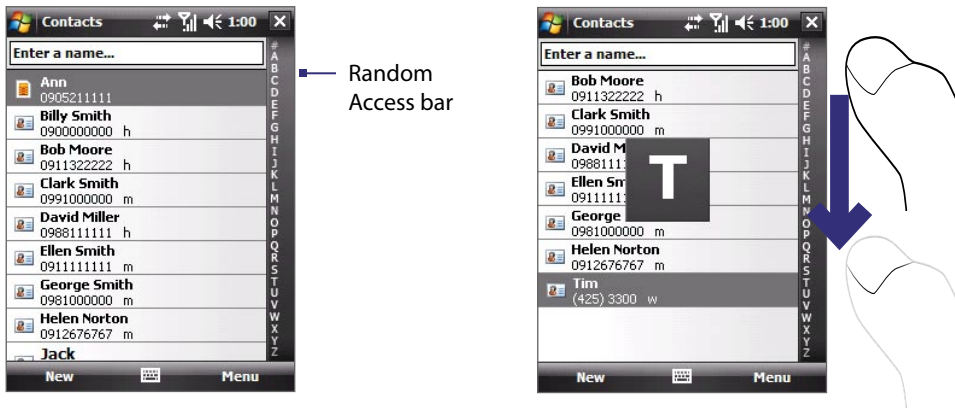 Contacts 1:00
Enter a name...
Ann
0905211111
Billy Smith
0900000000 h
Bob Moore
0911322222 h
Clark Smith
0991000000 m
David Miller
0988111111 h
Ellen Smith
0911111111 m
George Smith
0981000000 m
Helen Norton
0912676767 m
Jack
New Menu
#
A
B
C
D
E
F
G
H
I
J
K
L
M
N
O
P
Q
R
S
T
U
V
W
X
Y
Z
Random
Access bar
Contacts 1:00
Enter a name...
Bob Moore
0911322222 h
Clark Smith
0991000000 m
David M
0988111
Ellen Sm
0911111
George
0981000000 m
Helen Norton
0912676767 m
Tim
(425) 3300 w
T
New Menu
#
A
B
C
D
E
F
G
H
I
J
K
L
M
N
O
P
Q
R
S
T
U
V
W
X
Y
Z